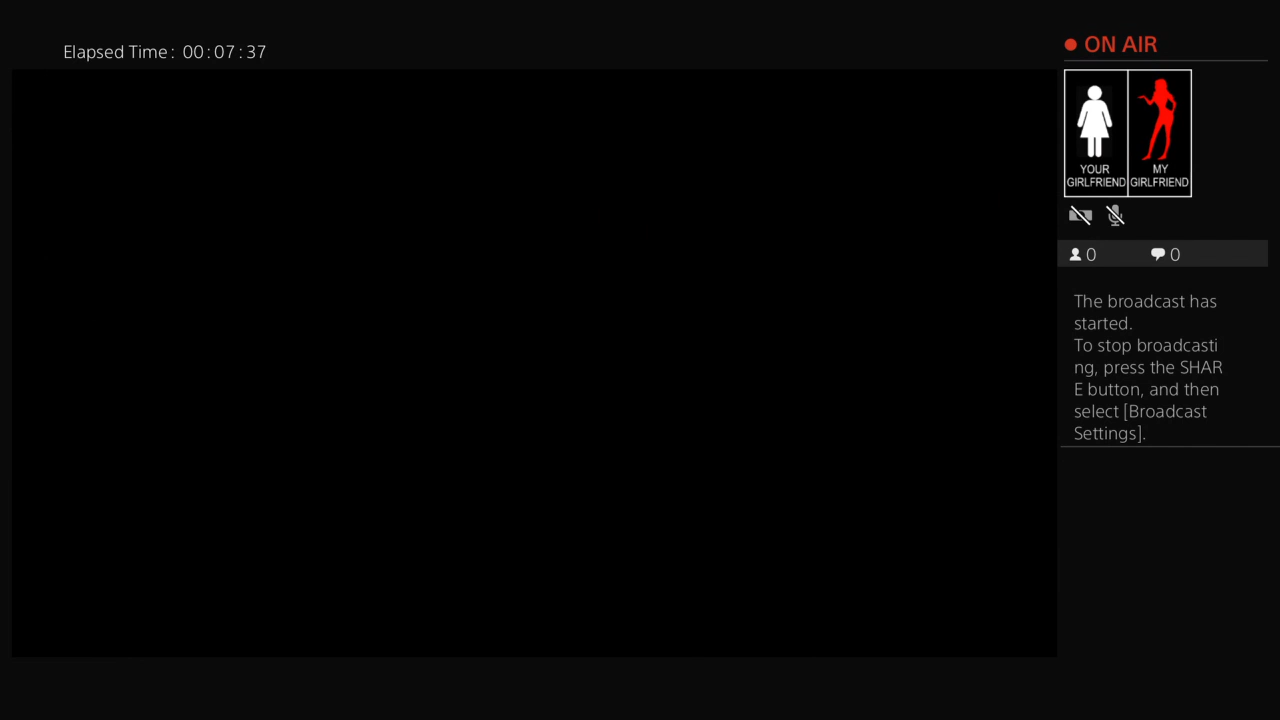 Elapsed Time: 00:07:37
ON AIR
YOUR
GIRLFRIEND
MY
GIRLFRIEND
0
0
The broadcast has
started.
To stop broadcasti
ng, press the SHAR
E button, and then
select [Broadcast
Settings].